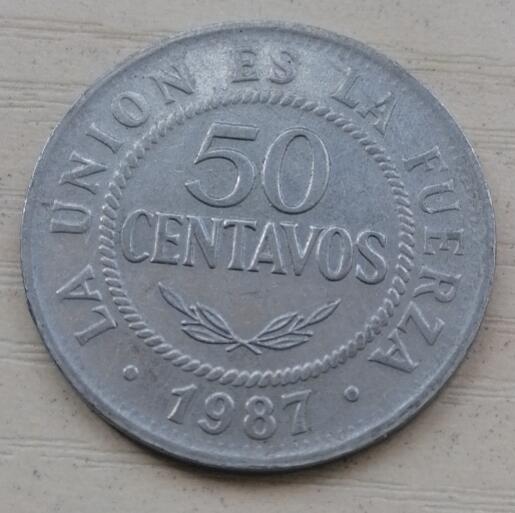 LA UNION ES LA FUERZA
50
CENTAVOS
1987